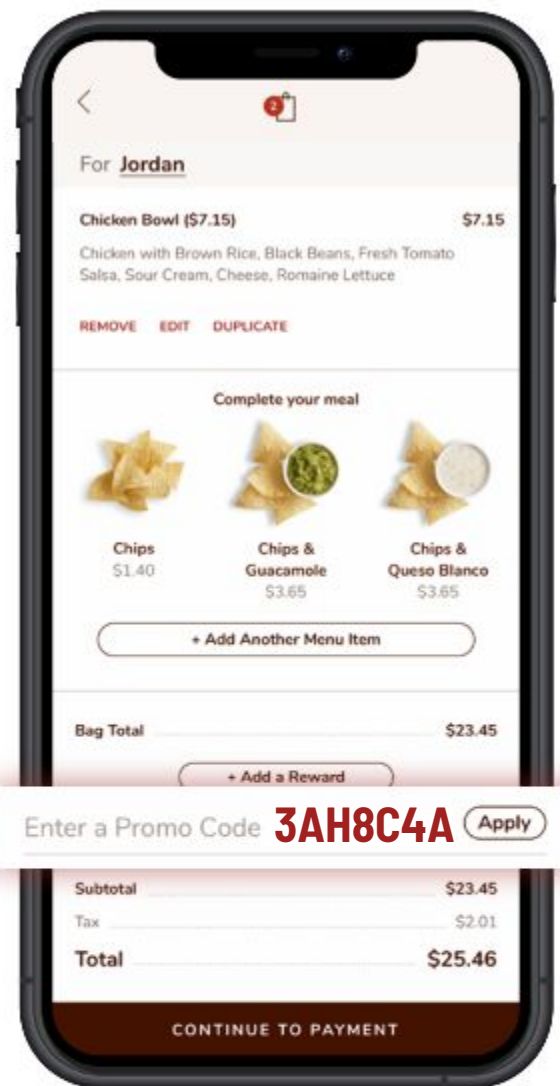 2
For Jordan
Chicken Bowl ($7.15) $7.15
Chicken with Brown Rice, Black Beans, Fresh Tomato
Salsa, Sour Cream, Cheese, Romaine Lettuce
REMOVE EDIT DUPLICATE
Complete your meal
Chips
$1.40
Chips &
Guacamole
$3.65
Chips &
Queso Blanco
$3.65
+ Add Another Menu Item
Bag Total $23.45
+ Add a Reward
Enter a Promo Code 3AH8C4A Apply
Subtotal $23.45
Tax $2.01
Total $25.46
CONTINUE TO PAYMENT